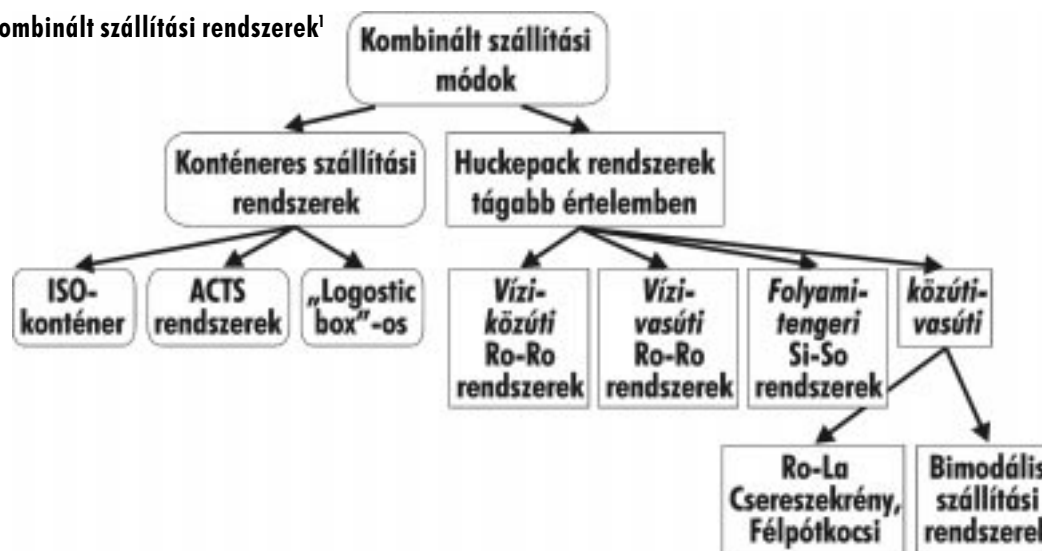 ombinált szállítási rendszerek¹
Kombinált szállítási
módok
Konténeres szállítási
rendszerek
Huckepack rendszerek
tágabb értelemben
ISO-
konténer
ACTS
rendszerek
„Logostic
box”-os
Vízi-
közúti
Ro-Ro
rendszerek
Vízi-
vasúti
Ro-Ro
rendszerek
Folyami-
tengeri
Si-So
rendszerek
közúti-
vasúti
Ro-La
Csereszekrény,
Félpótkocsi
Bimodális
szállítási
rendszerek